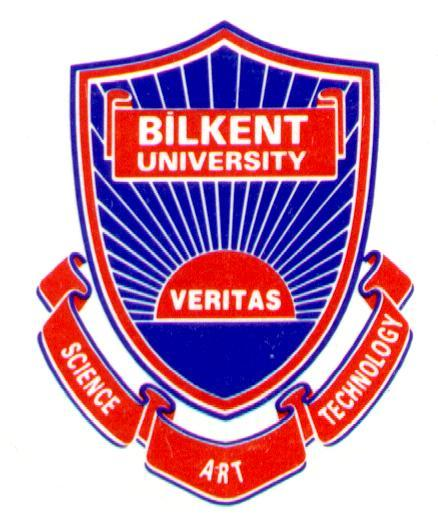 BİLKENT
UNIVERSITY
VERITAS
SCIENCE
ART
TECHNOLOGY